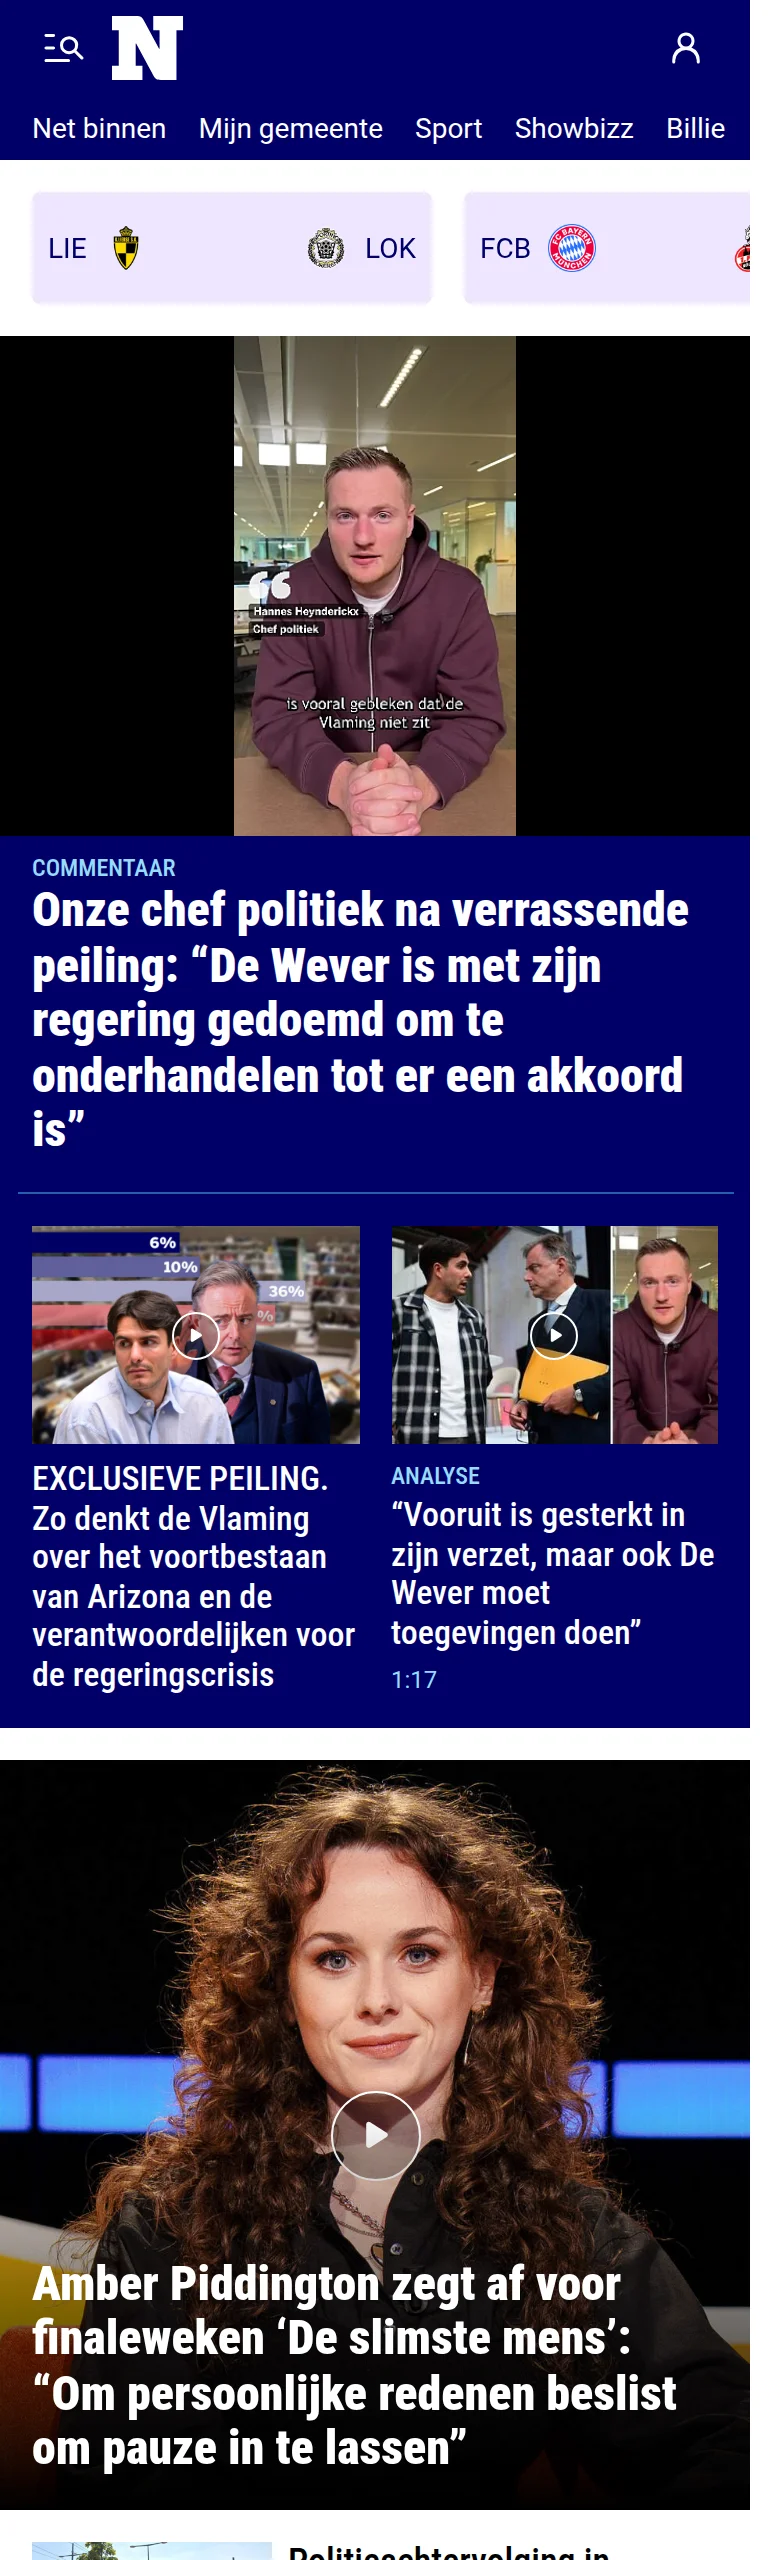 N
Net binnen Mijn gemeente Sport Showbizz Billie
LIE LOK FCB
Hannes Heynderickx
Chef politiek
is vooral gebleken dat de
Vlaming niet zit
COMMENTAAR
Onze chef politiek na verrassende
peiling: “De Wever is met zijn
regering gedoemd om te
onderhandelen tot er een akkoord
is”
6%
10%
36%
%
EXCLUSIEVE PEILING.
Zo denkt de Vlaming
over het voortbestaan
van Arizona en de
verantwoordelijken voor
de regeringscrisis
ANALYSE
“Vooruit is gesterkt in
zijn verzet, maar ook De
Wever moet
toegevingen doen”
1:17
Amber Piddington zegt af voor
finaleweken ‘De slimste mens’:
“Om persoonlijke redenen beslist
om pauze in te lassen”
Politieachtervolging in